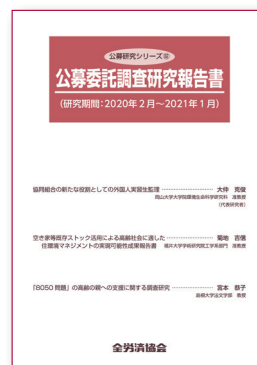 公募研究シリーズ
公募委託調査研究報告書
(研究期間:2020年2月～2021年1月)
協同組合の新たな役割としての外国人実習生監理 大仲 克俊
岡山大学大学院環境生命科学研究科 准教授
(代表研究者)
空き家等既存ストック活用による高齢社会に適した 菊地 吉信
住環境マネジメントの実現可能性成果報告書 福井大学学術研究院工学系部門 准教授
「8050問題」の高齢の親への支援に関する調査研究 宮本 恭子
島根大学法文学部 教授
全労済協会